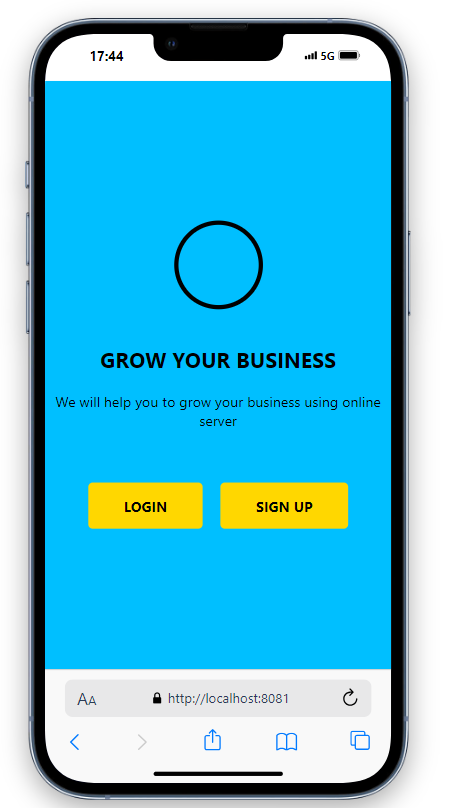 17:44
5G
GROW YOUR BUSINESS
We will help you to grow your business using online
server
LOGIN
SIGN UP
AA
http://localhost:8081